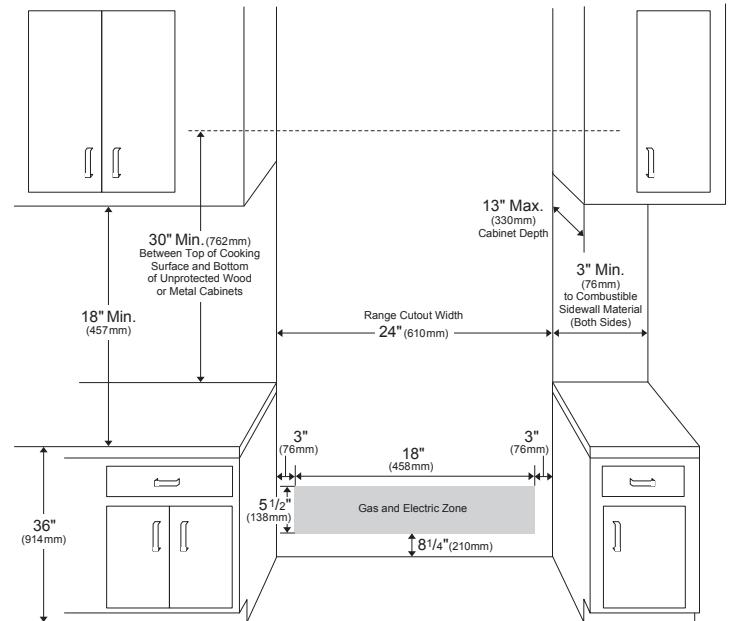 13" Max.
(330mm)
Cabinet Depth
30" Min.(762mm)
Between Top of Cooking
Surface and Bottom
of Unprotected Wood
or Metal Cabinets
3" Min.
(76mm)
to Combustible
Sidewall Material
(Both Sides)
18" Min.
(457mm)
Range Cutout Width
24" (610mm)
3"
(76mm)
18"
(458mm)
3"
(76mm)
5 1/2"
(138mm)
Gas and Electric Zone
36"
(914mm)
8 1/4" (210mm)